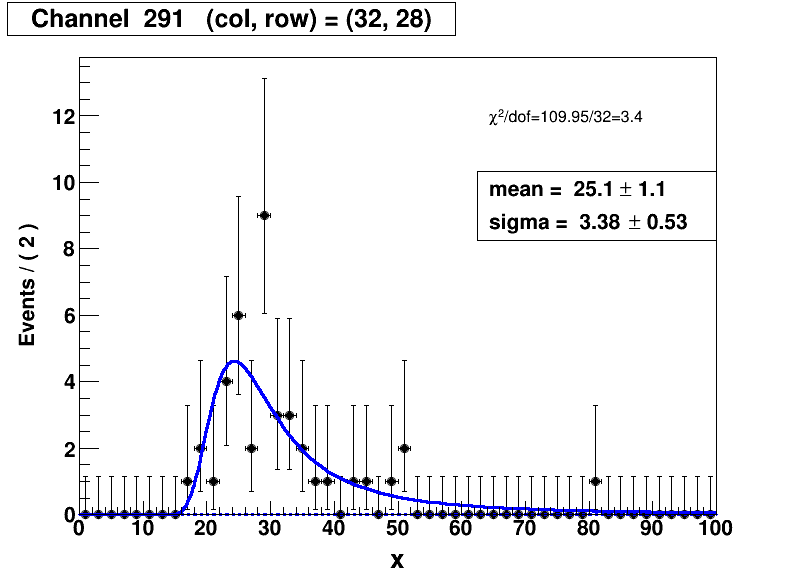 Channel  291   (col, row) = (32, 28)
χ²/dof=109.95/32=3.4
mean =  25.1 ± 1.1
sigma =  3.38 ± 0.53
Events / ( 2 )
12
10
8
6
4
2
0
0 10 20 30 40 50 60 70 80 90 100
x